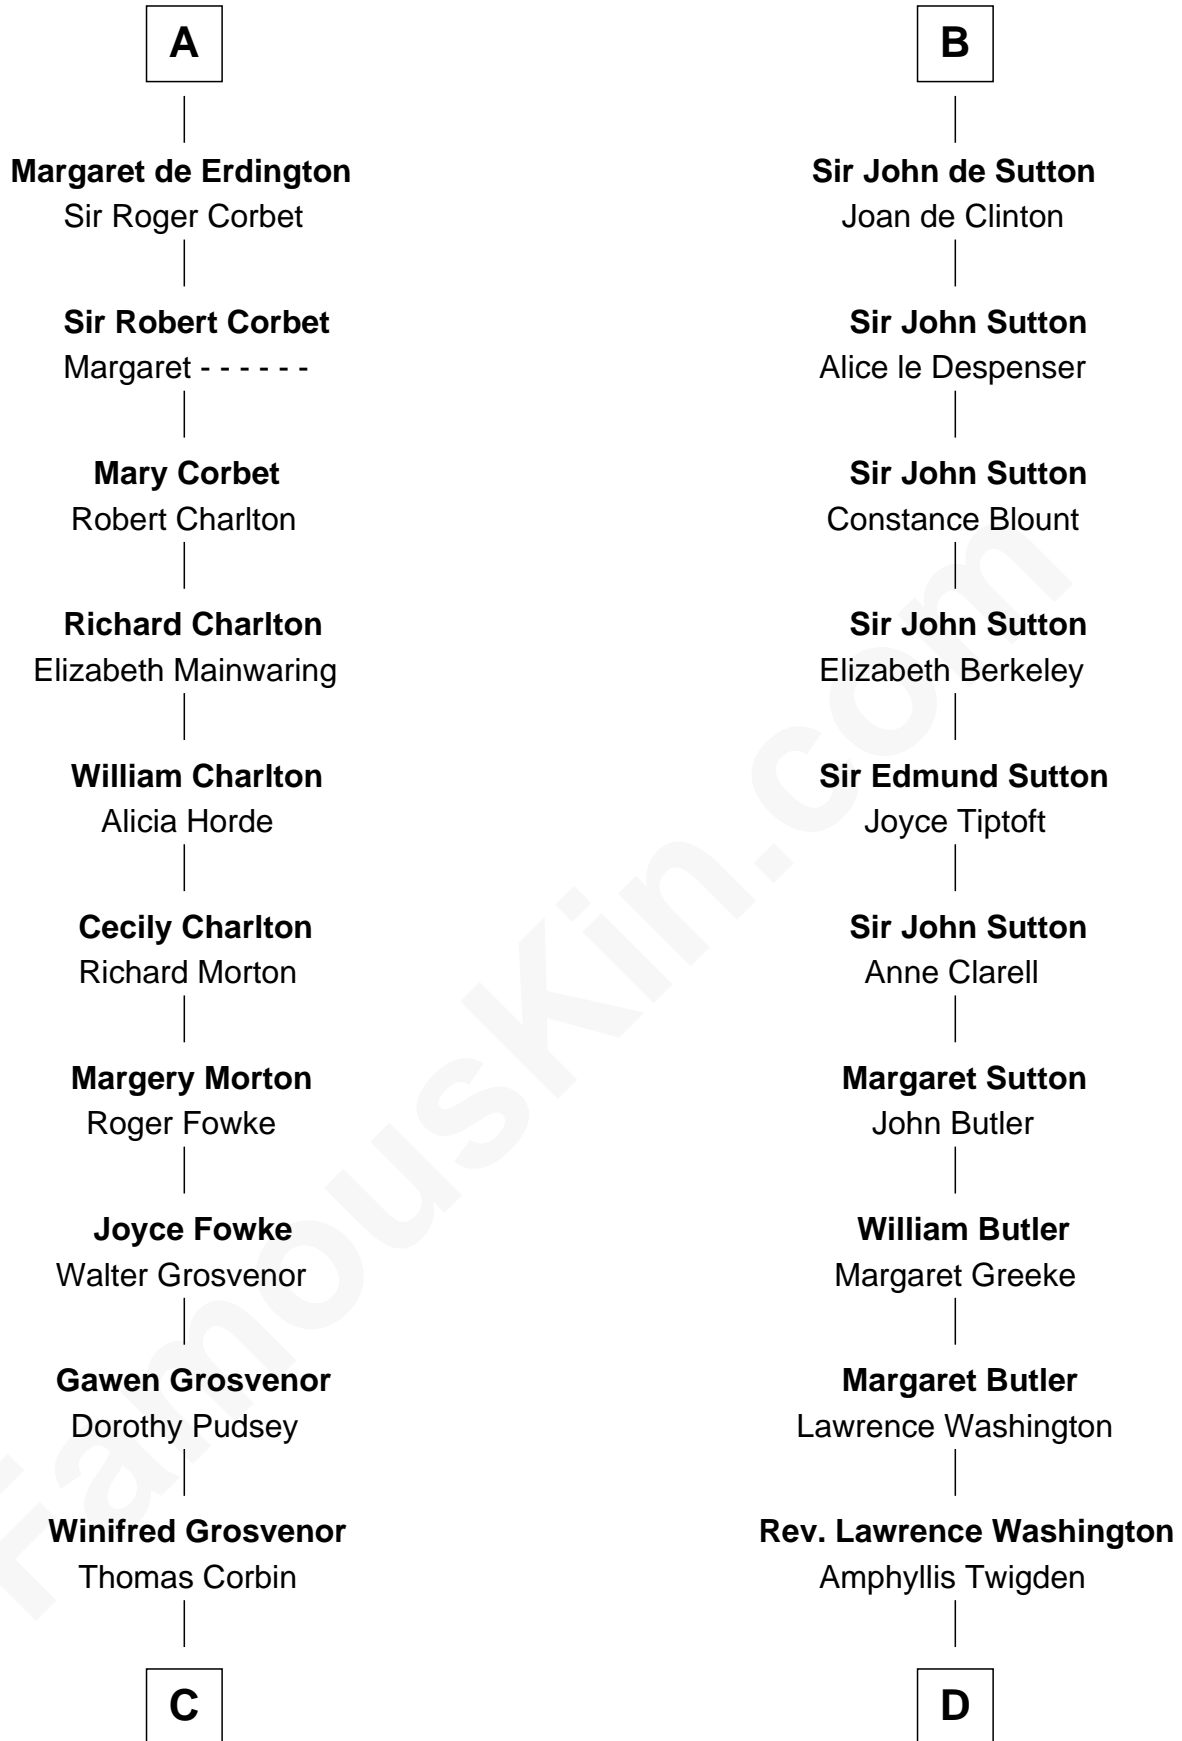 A
Margaret de Erdington
Sir Roger Corbet
Sir Robert Corbet
Margaret - - - - - -
Mary Corbet
Robert Charlton
Richard Charlton
Elizabeth Mainwaring
William Charlton
Alicia Horde
Cecily Charlton
Richard Morton
Margery Morton
Roger Fowke
Joyce Fowke
Walter Grosvenor
Gawen Grosvenor
Dorothy Pudsey
Winifred Grosvenor
Thomas Corbin
C
B
Sir John de Sutton
Joan de Clinton
Sir John Sutton
Alice le Despenser
Sir John Sutton
Constance Blount
Sir John Sutton
Elizabeth Berkeley
Sir Edmund Sutton
Joyce Tiptoft
Sir John Sutton
Anne Clarell
Margaret Sutton
John Butler
William Butler
Margaret Greeke
Margaret Butler
Lawrence Washington
Rev. Lawrence Washington
Amphyllis Twigden
D
FamousKin.com